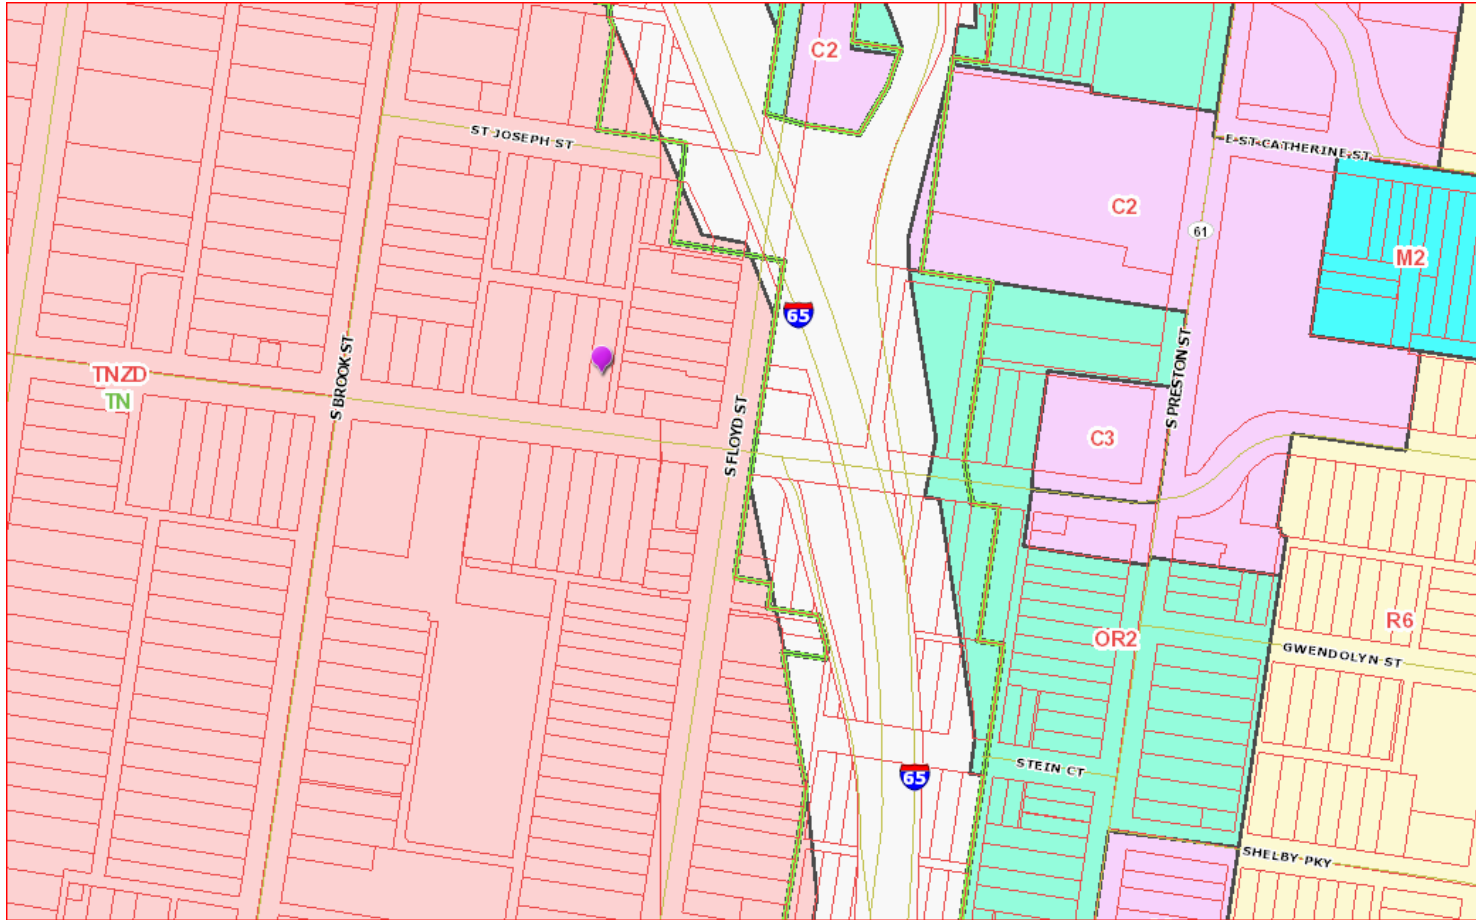 C2
ST JOSEPH ST
E ST CATHERINE ST
C2
61
M2
65
S BROOK ST
S PRESTON ST
TNZD
TN
S FLOYD ST
C3
OR2
R6
GWENDOLYN ST
STEIN CT
65
SHELBY PKY